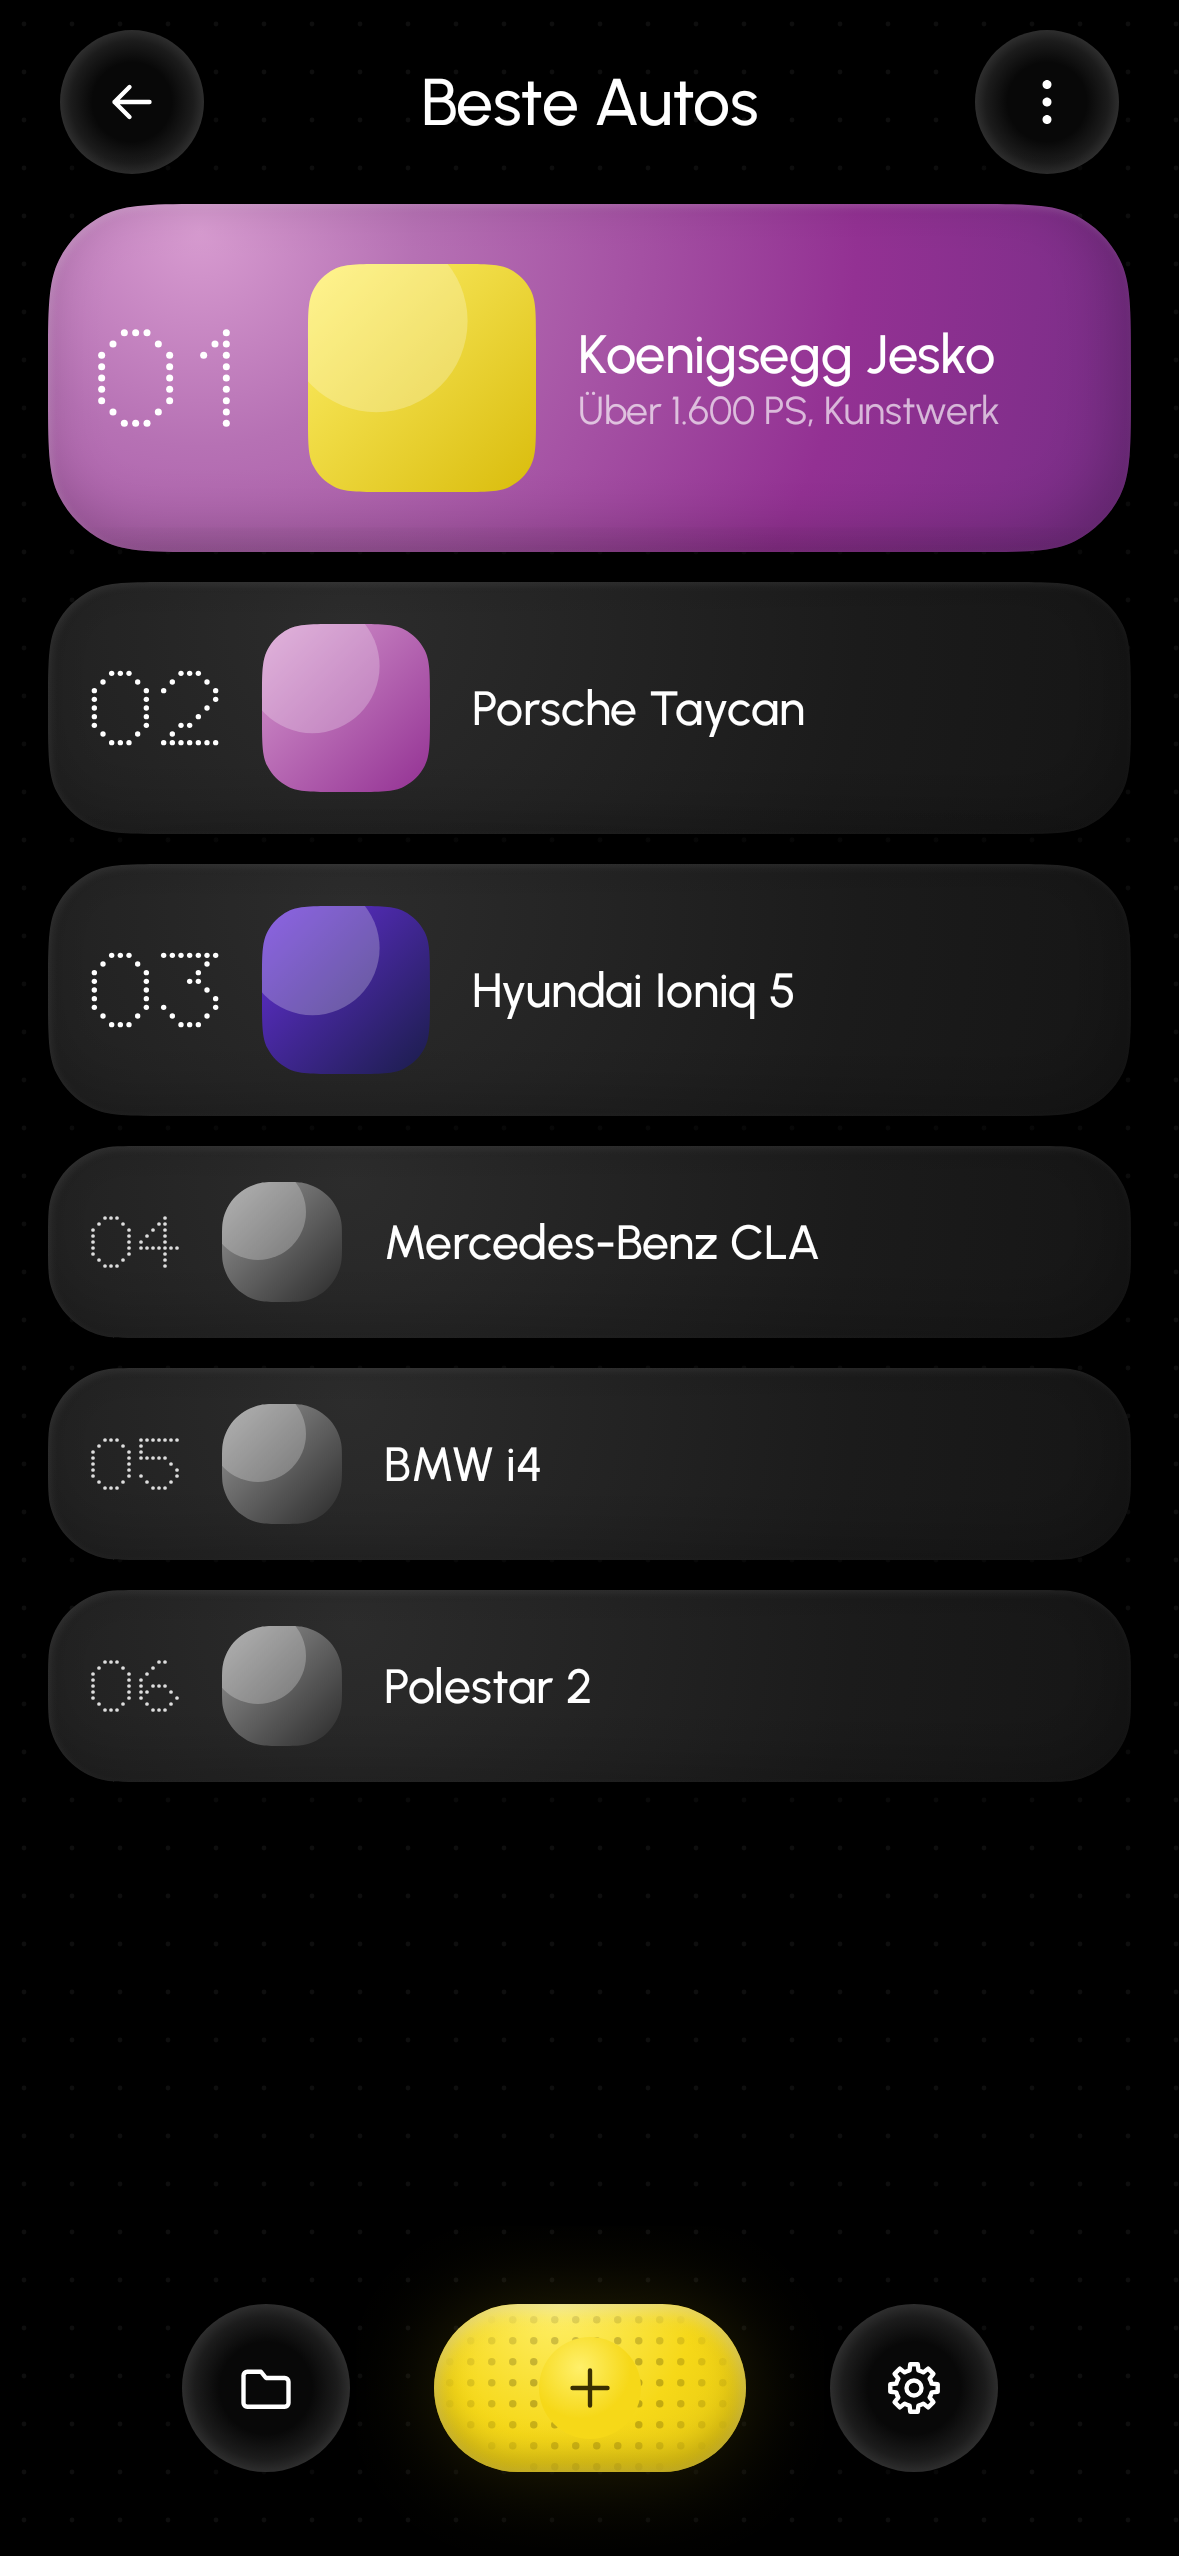 Beste Autos
01
Koenigsegg Jesko
Über 1.600 PS, Kunstwerk
02
Porsche Taycan
03
Hyundai Ioniq 5
04
Mercedes-Benz CLA
05
BMW i4
06
Polestar 2